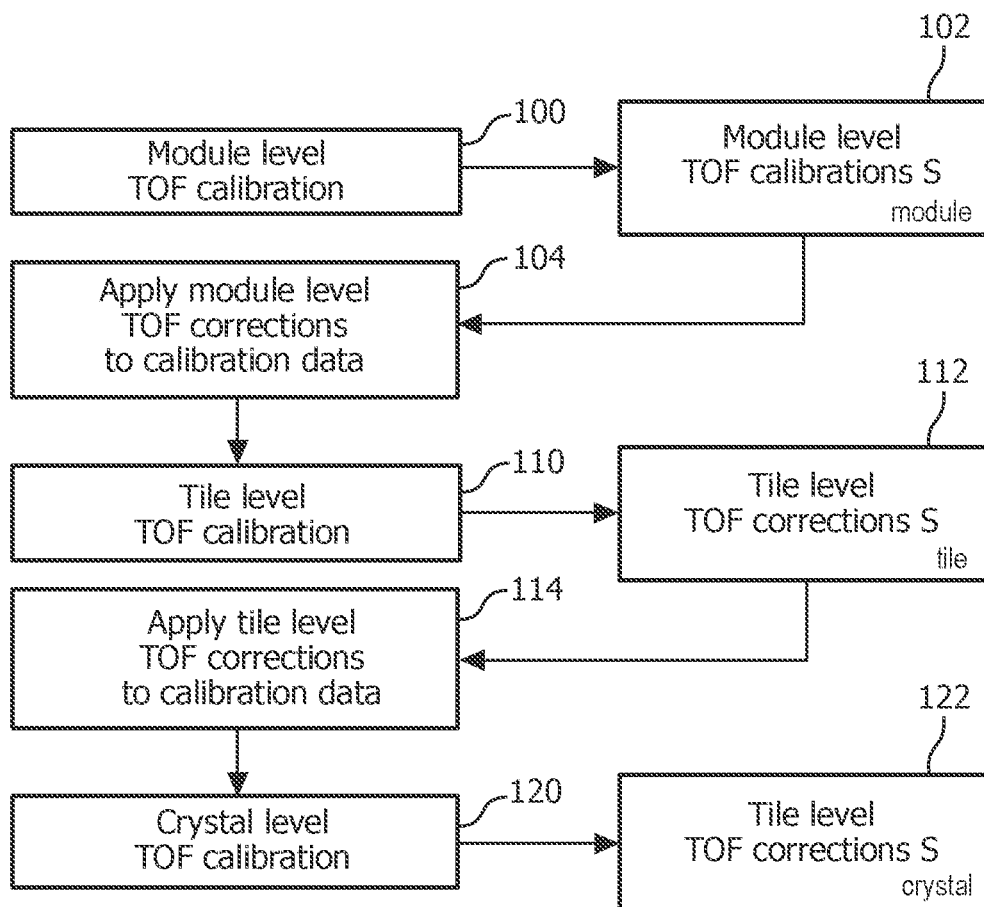 102
100
Module level
TOF calibration
Module level
TOF calibrations S
module
104
Apply module level
TOF corrections
to calibration data
112
110
Tile level
TOF calibration
Tile level
TOF corrections S
tile
114
Apply tile level
TOF corrections
to calibration data
122
120
Crystal level
TOF calibration
Tile level
TOF corrections S
crystal